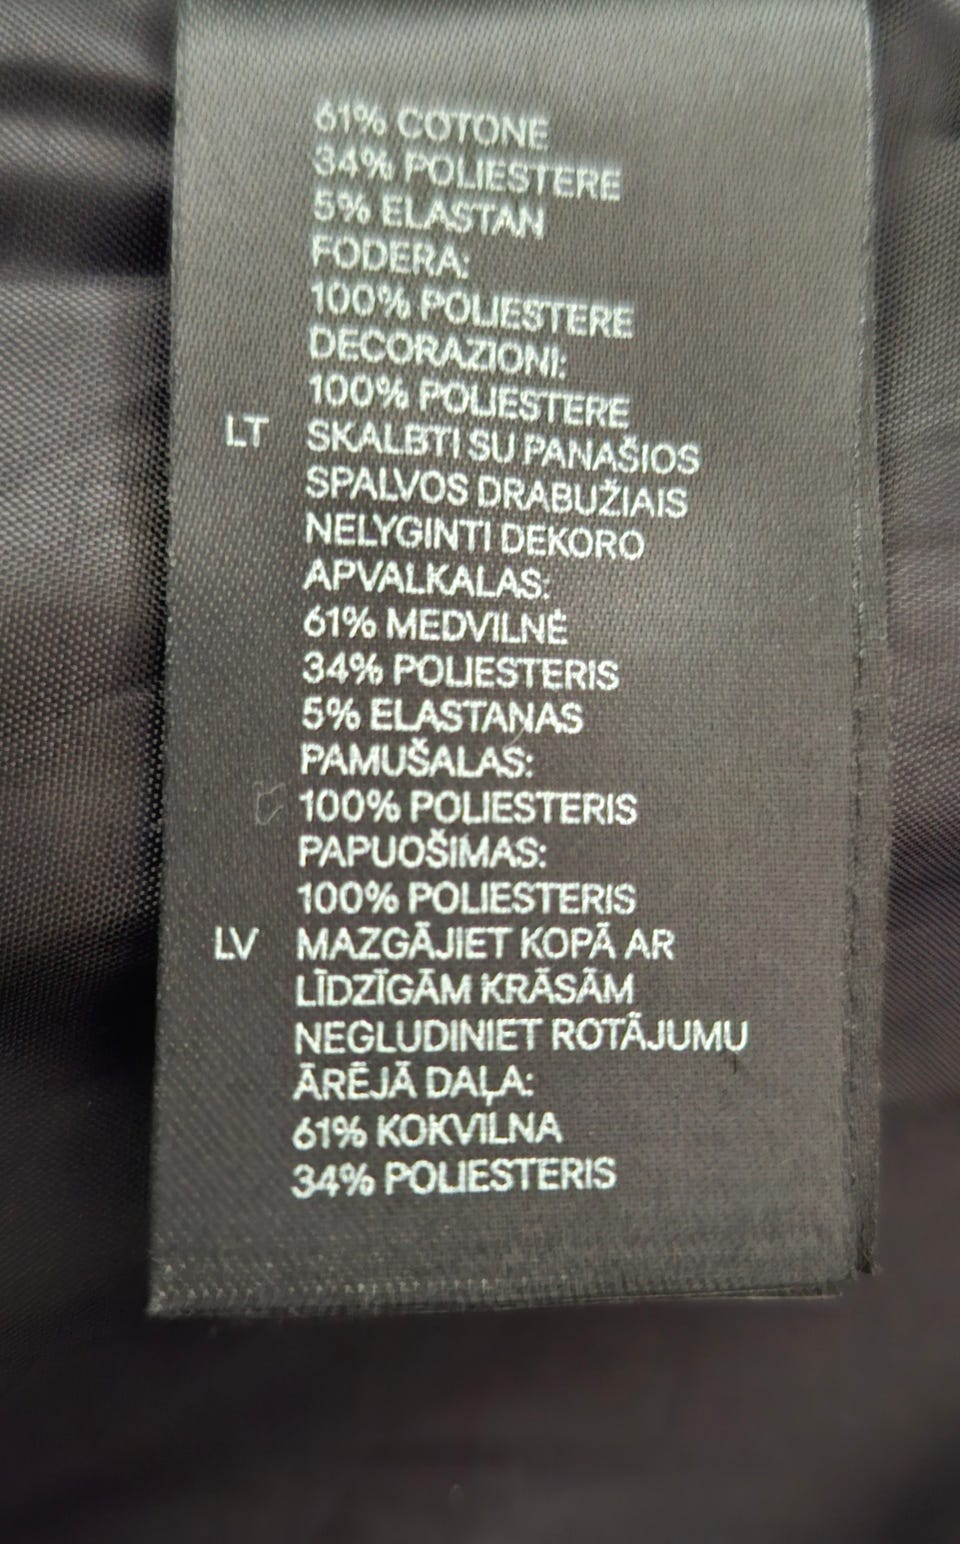 61% COTONE
34% POLIESTERE
5% ELASTAN
FODERA:
100% POLIESTERE
DECORAZIONI:
100% POLIESTERE
LT SKALBTI SU PANAŠIOS
SPALVOS DRABUŽIAIS
NELYGINTI DEKORO
APVALKALAS:
61% MEDVILNĖ
34% POLIESTERIS
5% ELASTANAS
PAMUŠALAS:
100% POLIESTERIS
PAPUOŠIMAS:
100% POLIESTERIS
LV MAZGĀJIET KOPĀ AR
LĪDZĪGĀM KRĀSĀM
NEGLUDINIET ROTĀJUMU
ĀRĒJĀ DAĻA:
61% KOKVILNA
34% POLIESTERIS